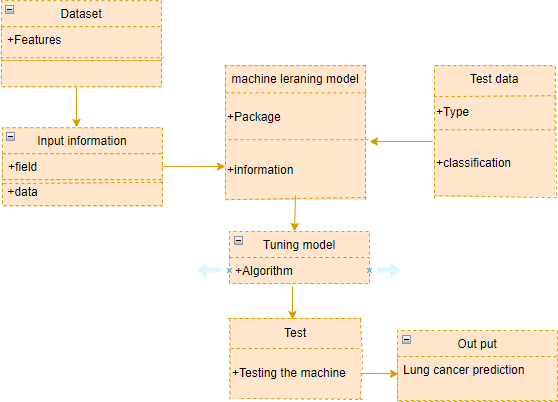 Dataset
+Features
Input information
+field
+data
machine leraning model
+Package
+information
Test data
+Type
+classification
Tuning model
+Algorithm
Test
+Testing the machine
Out put
Lung cancer prediction